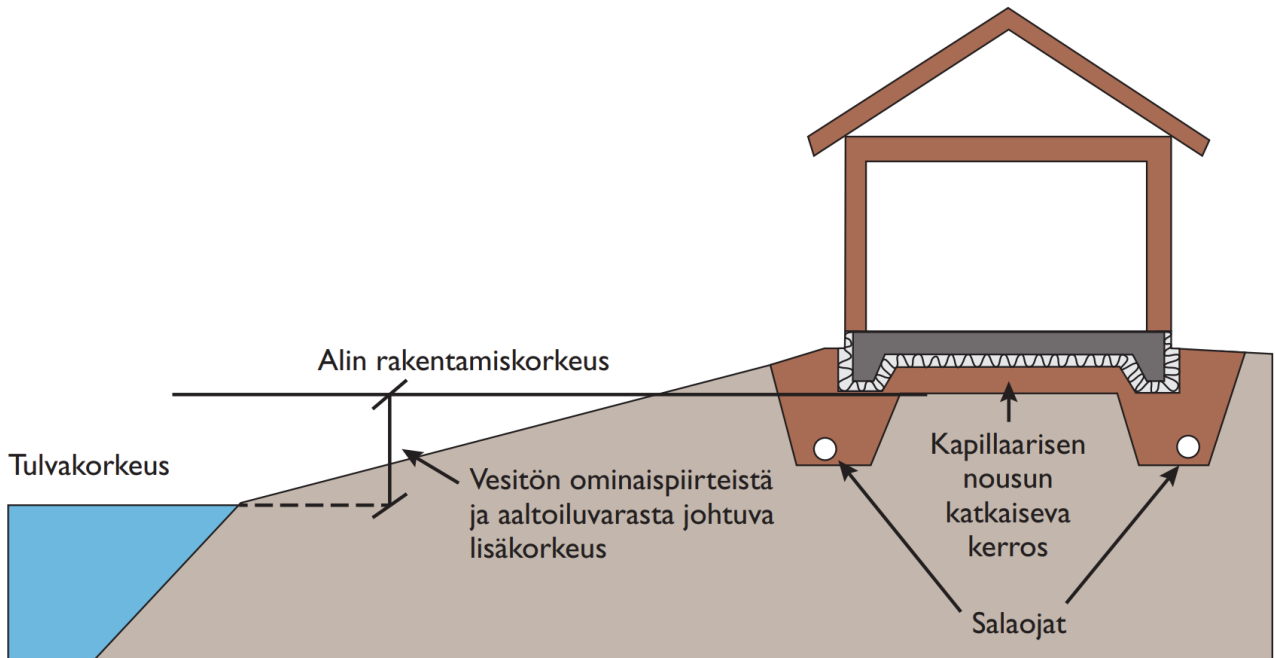 Alin rakentamiskorkeus
Tulvakorkeus
Vesitön ominaispiirteistä
ja aaltoiluvarasta johtuva
lisäkorkeus
Kapillaarisen
nousun
katkaiseva
kerros
Salaojat